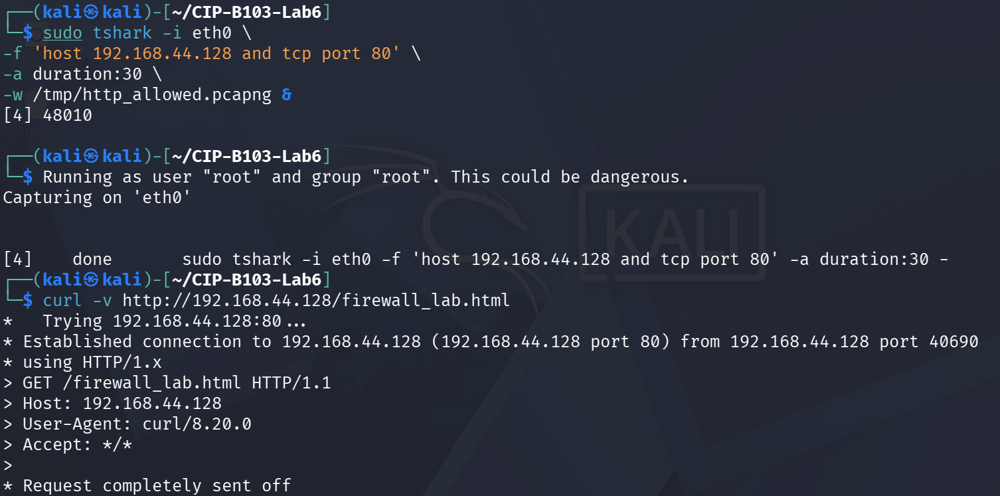 ┌──(kali㉿kali)-[~/CIP-B103-Lab6]
└─$ sudo tshark -i eth0 \
-f 'host 192.168.44.128 and tcp port 80' \
-a duration:30 \
-w /tmp/http_allowed.pcapng &
[4] 48010
Trash
┌──(kali㉿kali)-[~/CIP-B103-Lab6]
└─$ Running as user "root" and group "root". This could be dangerous.
Capturing on 'eth0'
KALI
[4]    done       sudo tshark -i eth0 -f 'host 192.168.44.128 and tcp port 80' -a duration:30 -
┌──(kali㉿kali)-[~/CIP-B103-Lab6]
└─$ curl -v http://192.168.44.128/firewall_lab.html
*   Trying 192.168.44.128:80...
* Established connection to 192.168.44.128 (192.168.44.128 port 80) from 192.168.44.128 port 40690
* using HTTP/1.x
> GET /firewall_lab.html HTTP/1.1
> Host: 192.168.44.128
> User-Agent: curl/8.20.0
> Accept: */*
>
* Request completely sent off